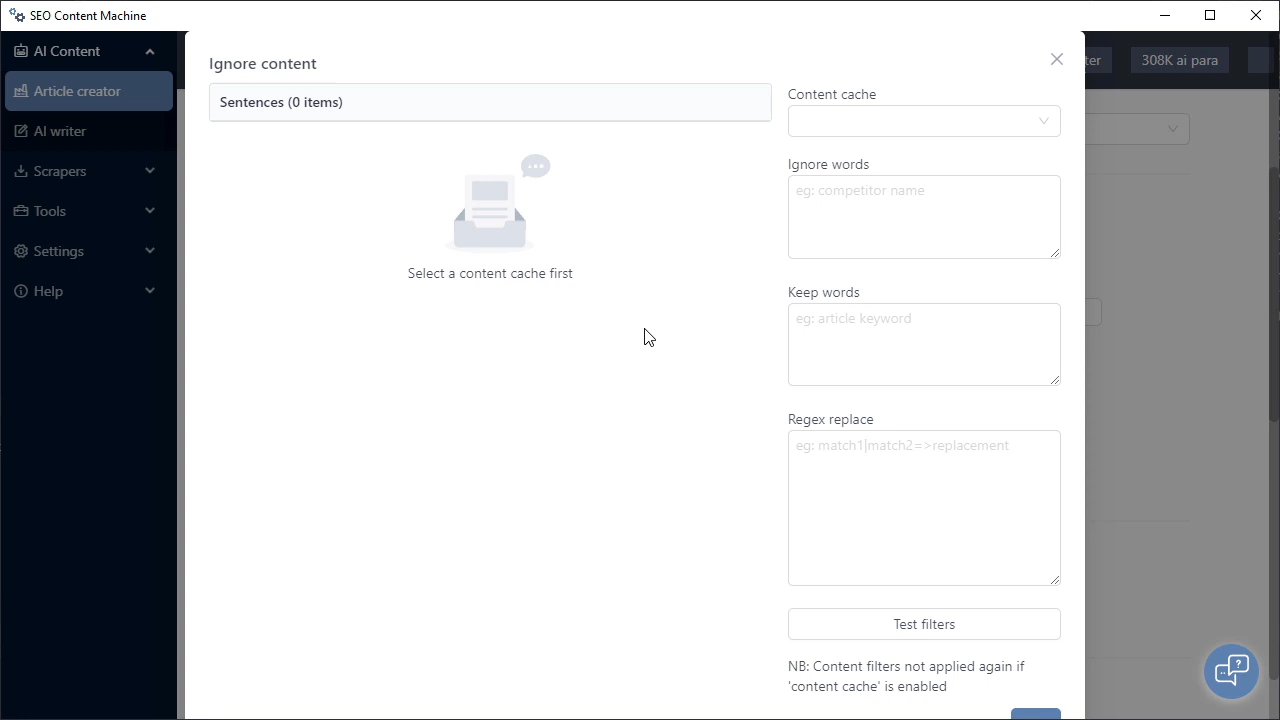 SEO Content Machine
AI Content
Article creator
AI writer
Scrapers
Tools
Settings
Help
Ignore content
Sentences (0 items)
Select a content cache first
Content cache
Ignore words
eg: competitor name
Keep words
eg: article keyword
Regex replace
eg: match1|match2=>replacement
Test filters
NB: Content filters not applied again if
'content cache' is enabled
ter
308K ai para